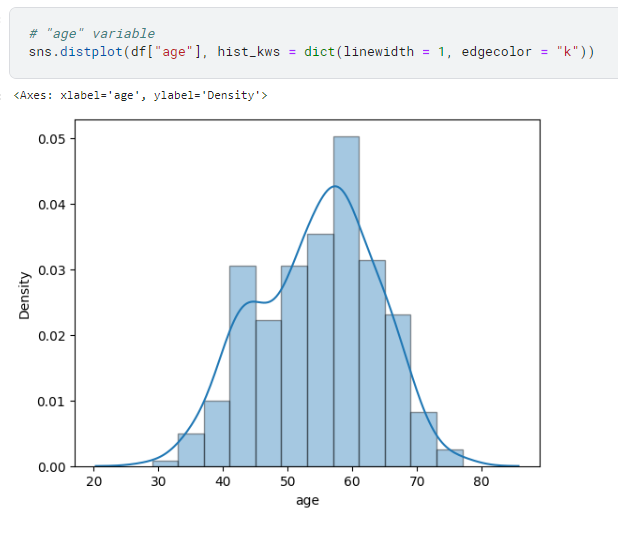 # "age" variable
sns.distplot(df["age"], hist_kws = dict(linewidth = 1, edgecolor = "k"))
<Axes: xlabel='age', ylabel='Density'>
0.05
0.04
0.03
0.02
0.01
0.00
Density
20 30 40 50 60 70 80
age